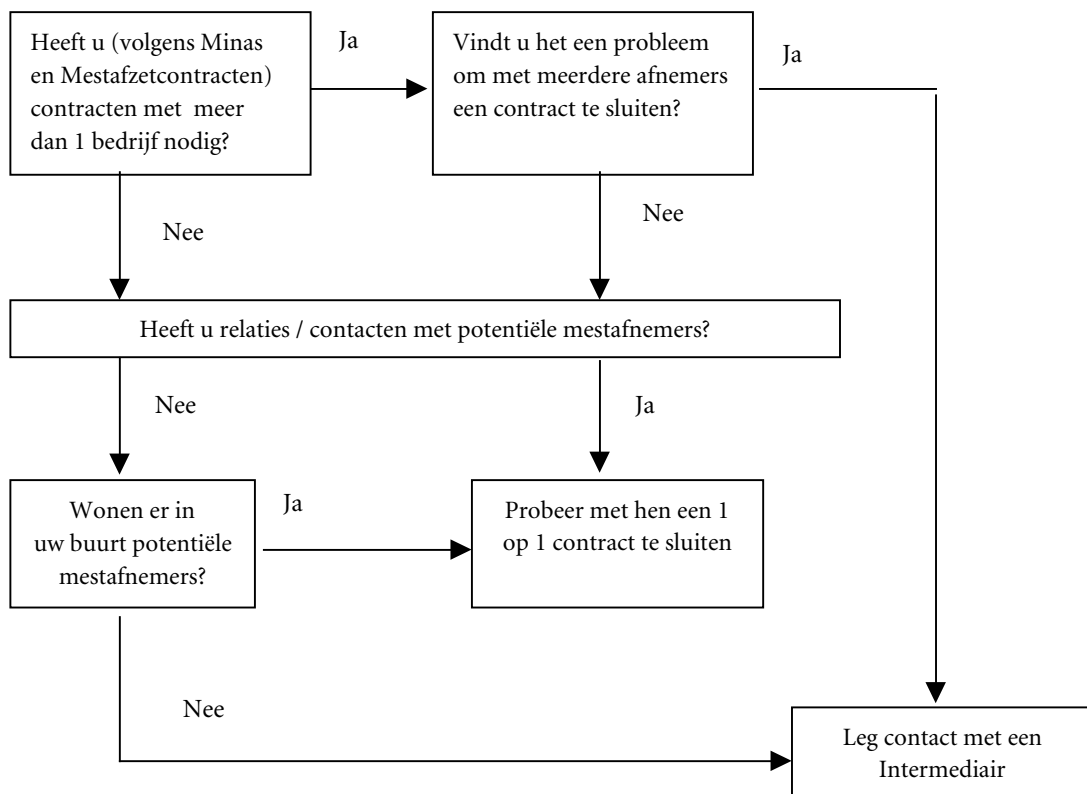 Heeft u (volgens Minas
en Mestafzetcontracten)
contracten met meer
dan 1 bedrijf nodig?
Ja
Vindt u het een probleem
om met meerdere afnemers
een contract te sluiten?
Ja
Nee
Nee
Heeft u relaties / contacten met potentiële mestafnemers?
Nee
Ja
Wonen er in
uw buurt potentiële
mestafnemers?
Ja
Probeer met hen een 1
op 1 contract te sluiten
Nee
Leg contact met een
Intermediair